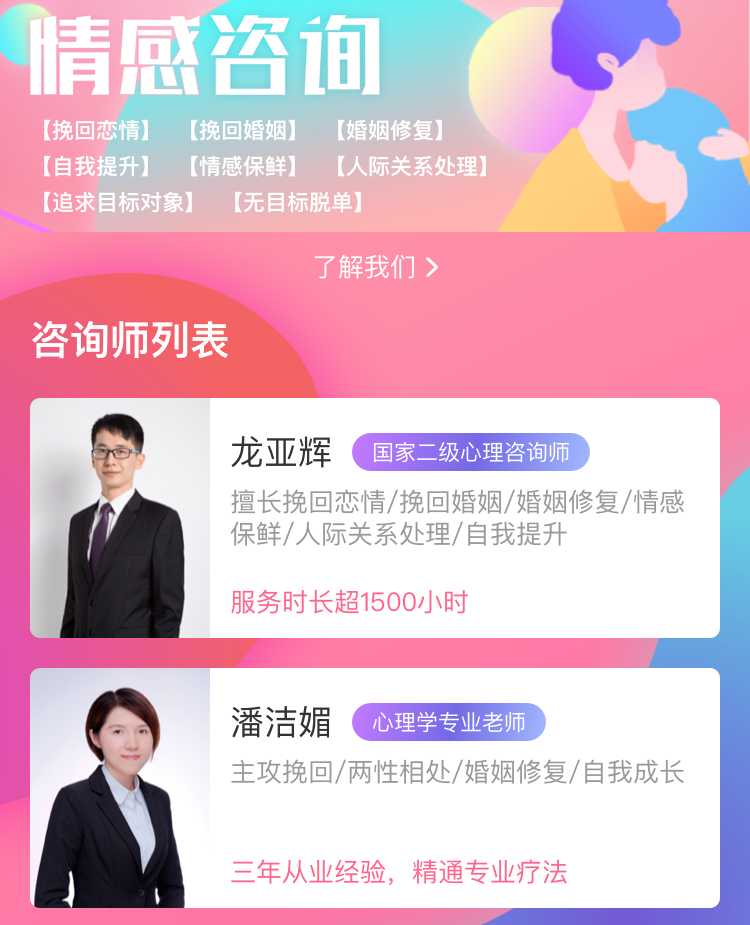 情感咨询
【挽回恋情】 【挽回婚姻】 【婚姻修复】
【自我提升】 【情感保鲜】 【人际关系处理】
【追求目标对象】 【无目标脱单】
了解我们 >
咨询师列表
龙亚辉 国家二级心理咨询师
擅长挽回恋情/挽回婚姻/婚姻修复/情感
保鲜/人际关系处理/自我提升
服务时长超1500小时
潘洁媚 心理学专业老师
主攻挽回/两性相处/婚姻修复/自我成长
三年从业经验，精通专业疗法